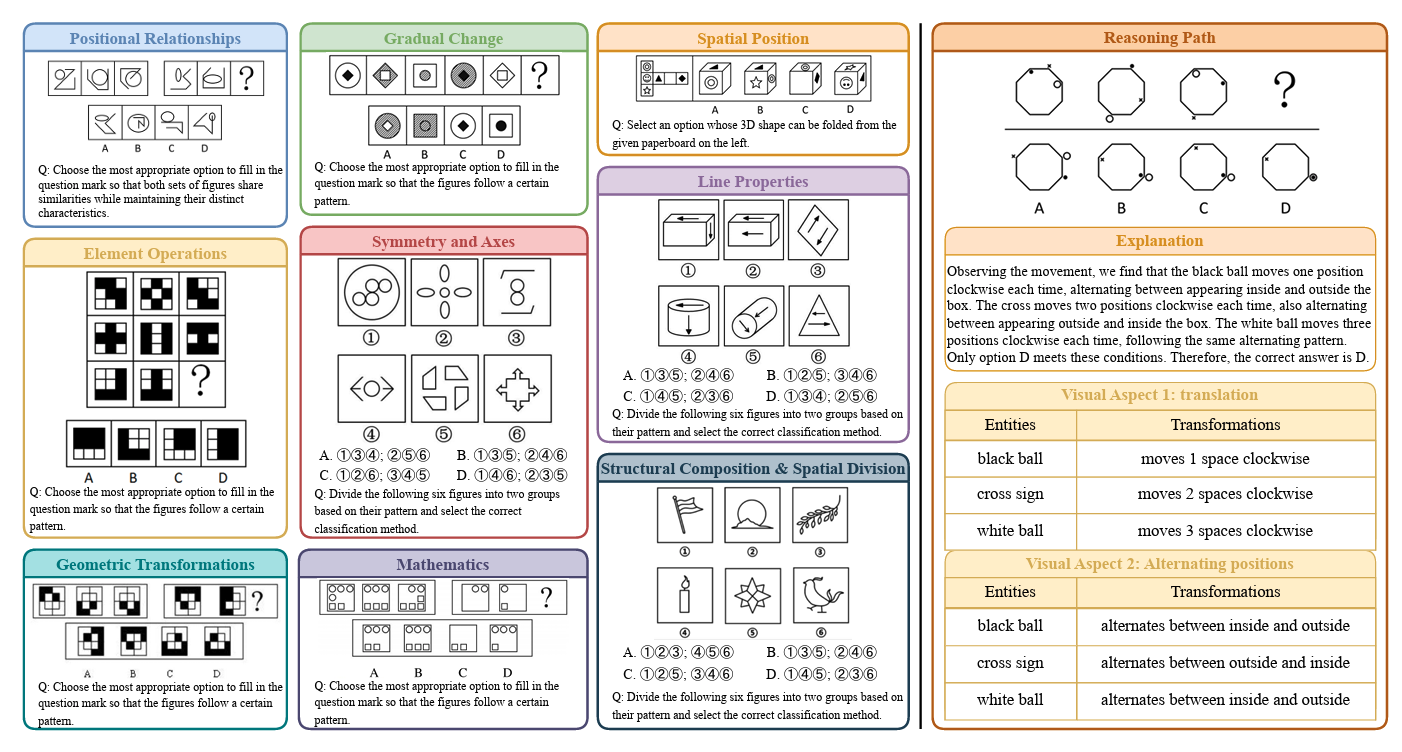 Positional Relationships
?
A B C D
Q: Choose the most appropriate option to fill in the
question mark so that both sets of figures share
similarities while maintaining their distinct
characteristics.
Element Operations
?
A B C D
Q: Choose the most appropriate option to fill in the
question mark so that the figures follow a certain
pattern.
Geometric Transformations
?
A B C D
Q: Choose the most appropriate option to fill in the
question mark so that the figures follow a certain
pattern.
Gradual Change
?
A B C D
Q: Choose the most appropriate option to fill in the
question mark so that the figures follow a certain
pattern.
Symmetry and Axes
① ② ③
④ ⑤ ⑥
A. ①③④; ②⑤⑥ B. ①③⑤; ②④⑥
C. ①②⑥; ③④⑤ D. ①④⑥; ②③⑤
Q: Divide the following six figures into two groups
based on their pattern and select the correct
classification method.
Mathematics
?
A B C D
Q: Choose the most appropriate option to fill in the
question mark so that the figures follow a certain
pattern.
Spatial Position
A B C D
Q: Select an option whose 3D shape can be folded from the
given paperboard on the left.
Line Properties
① ② ③
④ ⑤ ⑥
A. ①③⑤; ②④⑥ B. ①②⑤; ③④⑥
C. ①④⑤; ②③⑥ D. ①③④; ②⑤⑥
Q: Divide the following six figures into two groups based on
their pattern and select the correct classification method.
Structural Composition & Spatial Division
① ② ③
④ ⑤ ⑥
A. ①②③; ④⑤⑥ B. ①③⑤; ②④⑥
C. ①②⑤; ③④⑥ D. ①④⑤; ②③⑥
Q: Divide the following six figures into two groups based on
their pattern and select the correct classification method.
Reasoning Path
?
A B C D
Explanation
Observing the movement, we find that the black ball moves one position
clockwise each time, alternating between appearing inside and outside the
box. The cross moves two positions clockwise each time, also alternating
between appearing outside and inside the box. The white ball moves three
positions clockwise each time, following the same alternating pattern.
Only option D meets these conditions. Therefore, the correct answer is D.
Visual Aspect 1: translation
Entities Transformations
black ball moves 1 space clockwise
cross sign moves 2 spaces clockwise
white ball moves 3 spaces clockwise
Visual Aspect 2: Alternating positions
Entities Transformations
black ball alternates between inside and outside
cross sign alternates between outside and inside
white ball alternates between inside and outside